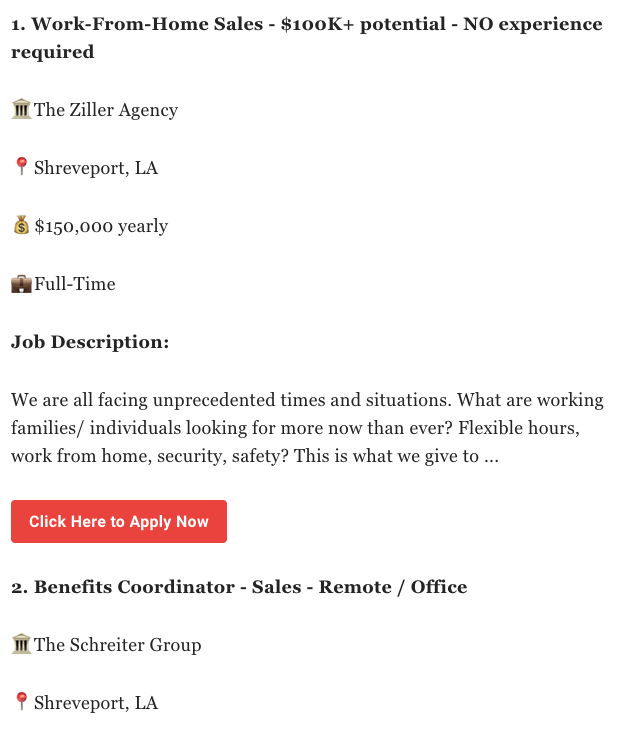 1. Work-From-Home Sales - $100K+ potential - NO experience
required
🏛️The Ziller Agency
📍Shreveport, LA
💰$150,000 yearly
💼Full-Time
Job Description:
We are all facing unprecedented times and situations. What are working
families/ individuals looking for more now than ever? Flexible hours,
work from home, security, safety? This is what we give to ...
Click Here to Apply Now
2. Benefits Coordinator - Sales - Remote / Office
🏛️The Schreiter Group
📍Shreveport, LA